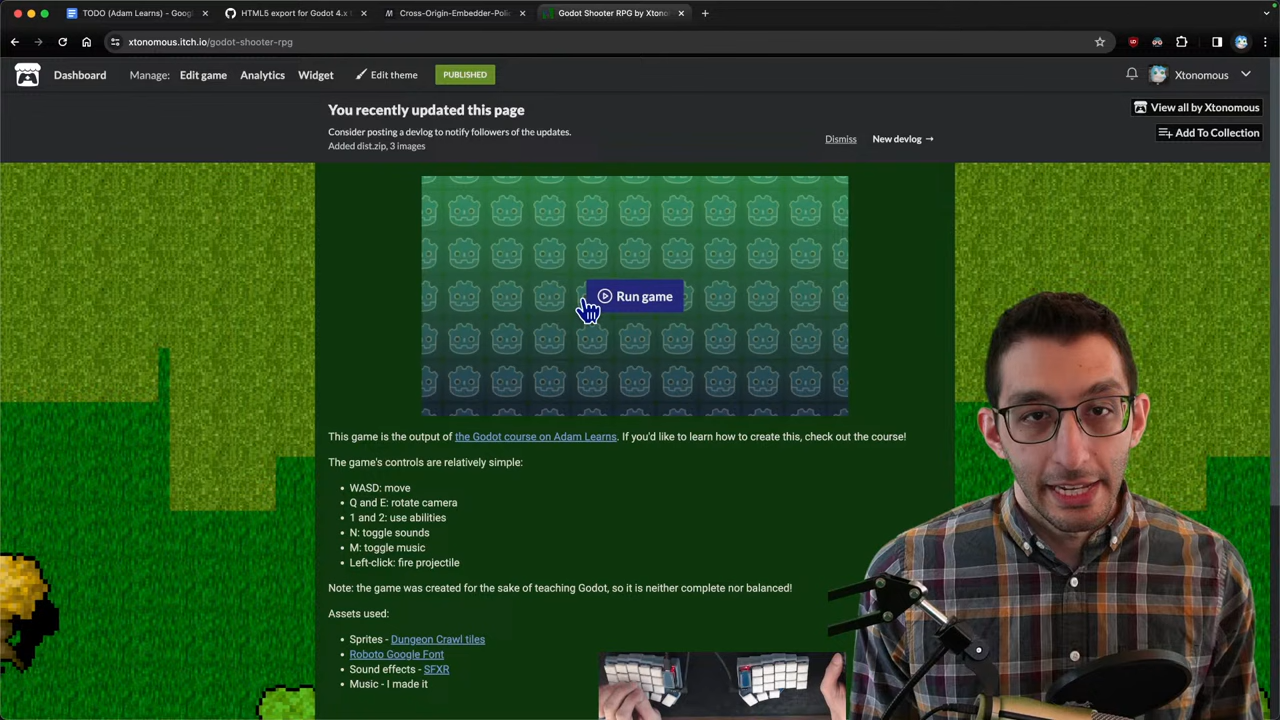 TODO (Adam Learns) - Goog
HTML5 export for Godot 4.x t
Cross-Origin-Embedder-Poli
Godot Shooter RPG by Xtono
xtonomous.itch.io/godot-shooter-rpg
Dashboard
Manage:
Edit game
Analytics
Widget
Edit theme
PUBLISHED
Xtonomous
You recently updated this page
Consider posting a devlog to notify followers of the updates.
Added dist.zip, 3 images
Dismiss
New devlog →
View all by Xtonomous
Add To Collection
Run game
This game is the output of the Godot course on Adam Learns. If you'd like to learn how to create this, check out the course!
The game's controls are relatively simple:
• WASD: move
• Q and E: rotate camera
• 1 and 2: use abilities
• N: toggle sounds
• M: toggle music
• Left-click: fire projectile
Note: the game was created for the sake of teaching Godot, so it is neither complete nor balanced!
Assets used:
• Sprites - Dungeon Crawl tiles
• Roboto Google Font
• Sound effects - SFXR
• Music - I made it